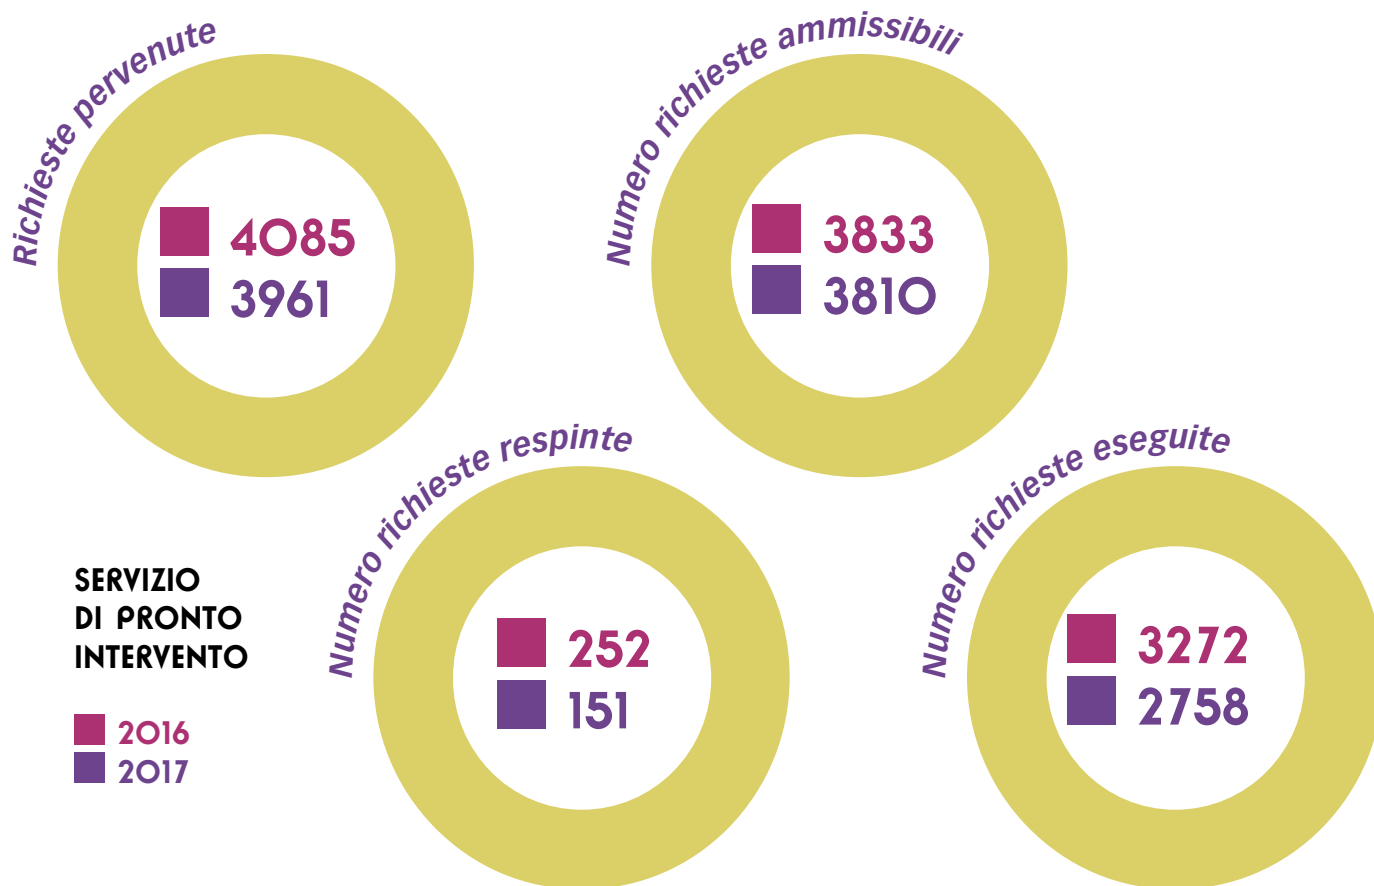 Richieste pervenute
4085
3961
Numero richieste ammissibili
3833
3810
Numero richieste respinte
252
151
Numero richieste eseguite
3272
2758
SERVIZIO
DI PRONTO
INTERVENTO
2016
2017